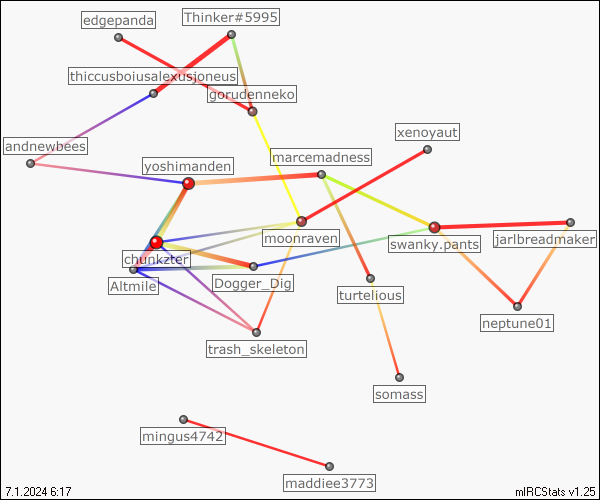 edgepanda
Thinker#5995
thiccusboiusalexusjoneus
gorudenneko
xenoyaut
andnewbees
yoshimanden
marcemadness
moonraven
swanky.pants
jarlbreadmaker
chunkzter
Altmile
Dogger_Dig
turtelious
neptune01
trash_skeleton
somass
mingus4742
maddiee3773
7.1.2024 6:17
mIRCStats v1.25